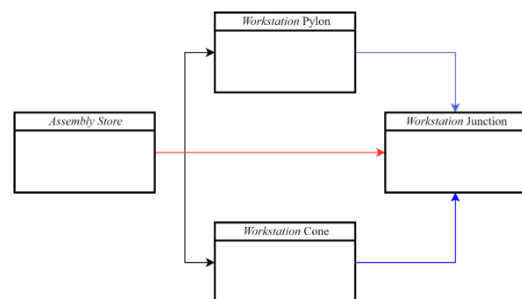 Workstation Pylon
Assembly Store
Workstation Junction
Workstation Cone